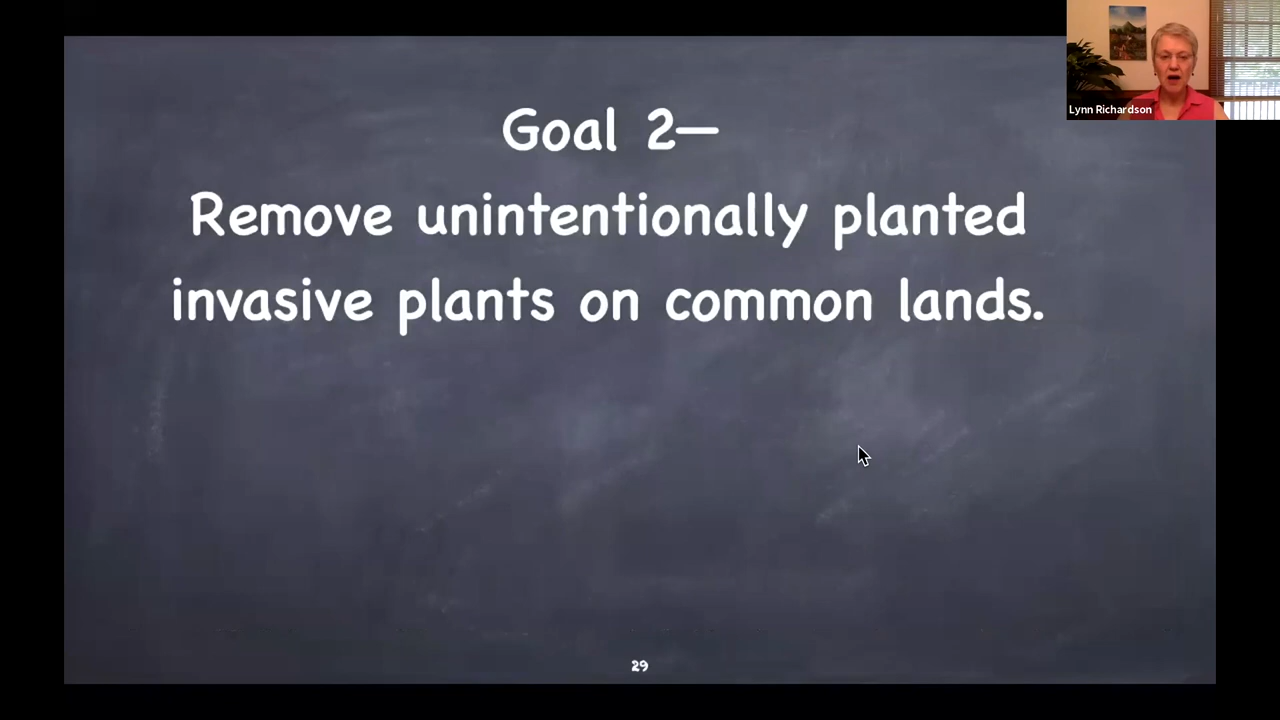 Goal 2—
Remove unintentionally planted
invasive plants on common lands.
29
Lynn Richardson